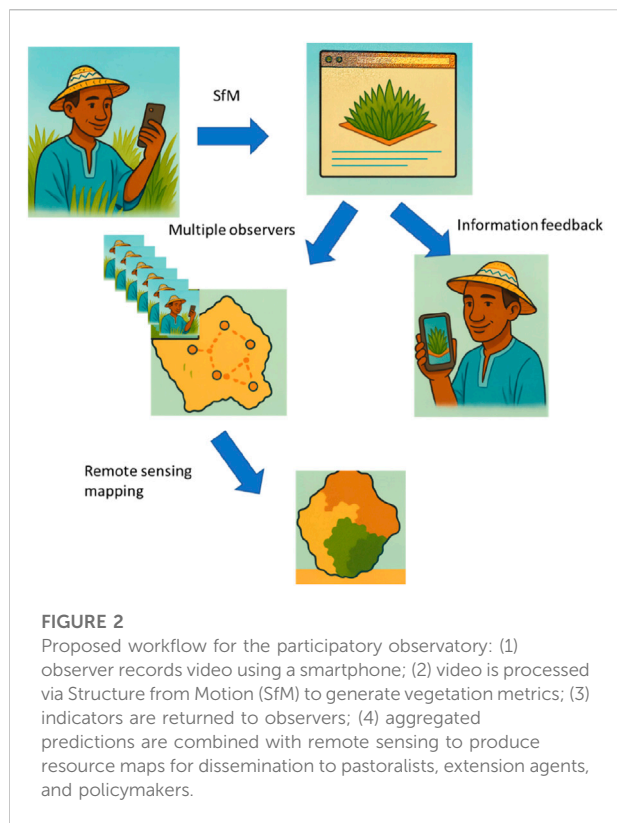 SfM
Multiple observers
Information feedback
Remote sensing
mapping
FIGURE 2
Proposed workflow for the participatory observatory: (1)
observer records video using a smartphone; (2) video is processed
via Structure from Motion (SfM) to generate vegetation metrics; (3)
indicators are returned to observers; (4) aggregated
predictions are combined with remote sensing to produce
resource maps for dissemination to pastoralists, extension agents,
and policymakers.